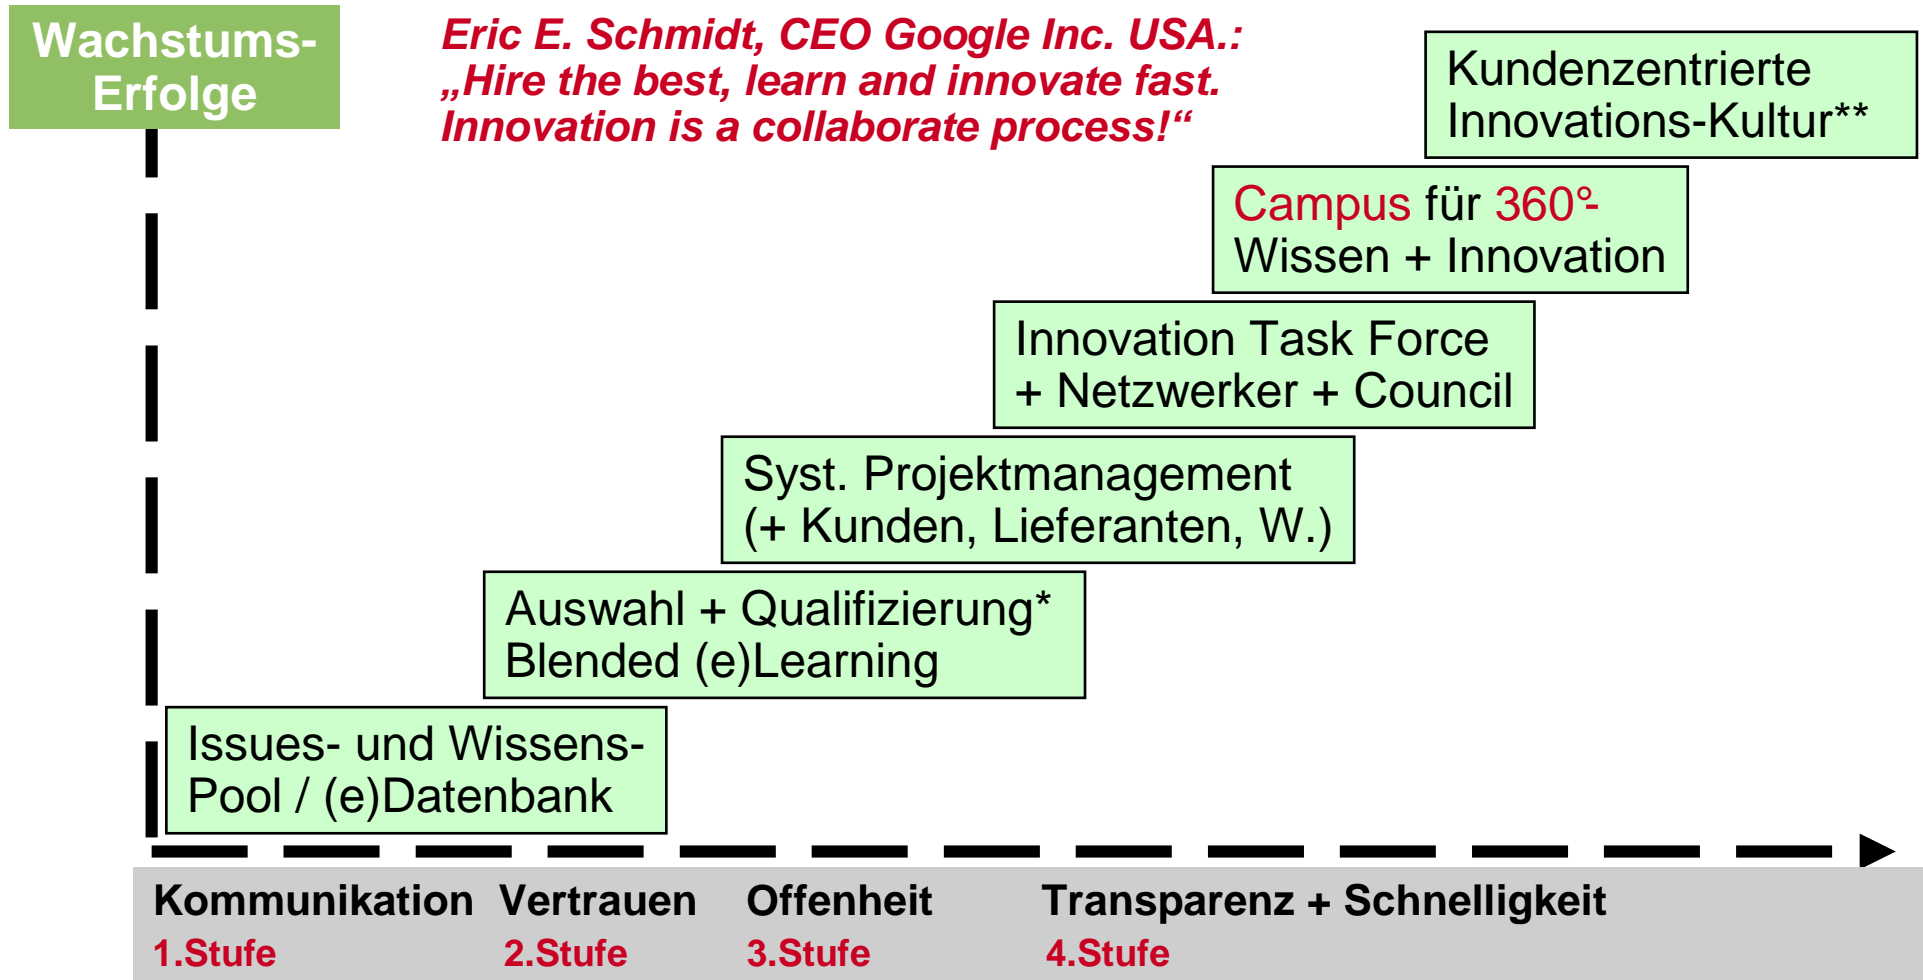 Wachstums-
Erfolge
Eric E. Schmidt, CEO Google Inc. USA.:
„Hire the best, learn and innovate fast.
Innovation is a collaborate process!“
Kundenzentrierte
Innovations-Kultur**
Campus für 360°-
Wissen + Innovation
Innovation Task Force
+ Netzwerker + Council
Syst. Projektmanagement
(+ Kunden, Lieferanten, W.)
Auswahl + Qualifizierung*
Blended (e)Learning
Issues- und Wissens-
Pool / (e)Datenbank
Kommunikation Vertrauen Offenheit Transparenz + Schnelligkeit
1.Stufe 2.Stufe 3.Stufe 4.Stufe